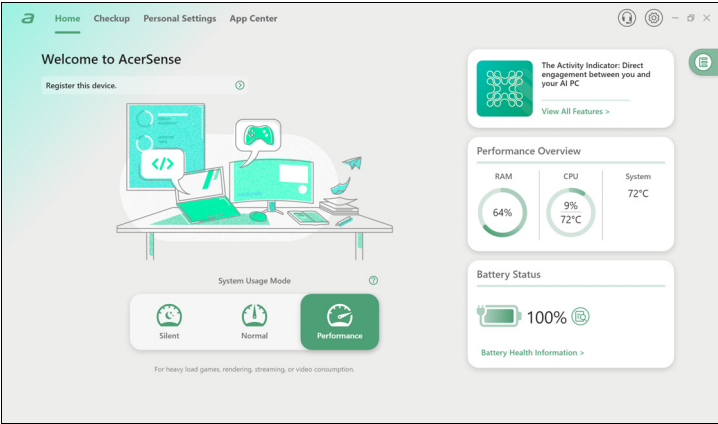 a Home Checkup Personal Settings App Center
Welcome to AcerSense
Register this device.
</>
System Usage Mode
Silent
Normal
Performance
For heavy load games, rendering, streaming, or video consumption.
The Activity Indicator: Direct
engagement between you and
your AI PC
View All Features >
Performance Overview
RAM
CPU
System
64%
9%
72°C
72°C
Battery Status
100%
Battery Health Information >